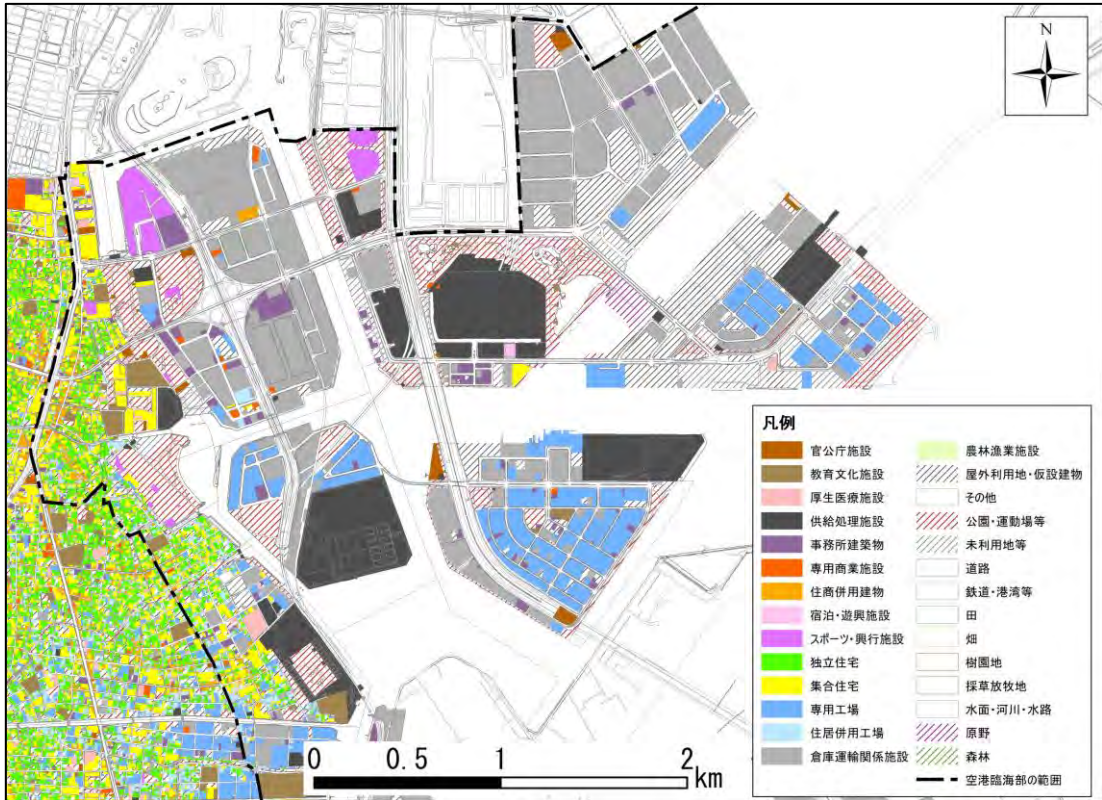 N
凡例
官公庁施設
教育文化施設
厚生医療施設
供給処理施設
事務所建築物
専用商業施設
住商併用建物
宿泊・遊興施設
スポーツ・興行施設
独立住宅
集合住宅
専用工場
住居併用工場
倉庫運輸関係施設
農林漁業施設
屋外利用地・仮設建物
その他
公園・運動場等
未利用地等
道路
鉄道・港湾等
田
畑
樹園地
採草放牧地
水面・河川・水路
原野
森林
空港臨海部の範囲
0 0.5 1 2
km